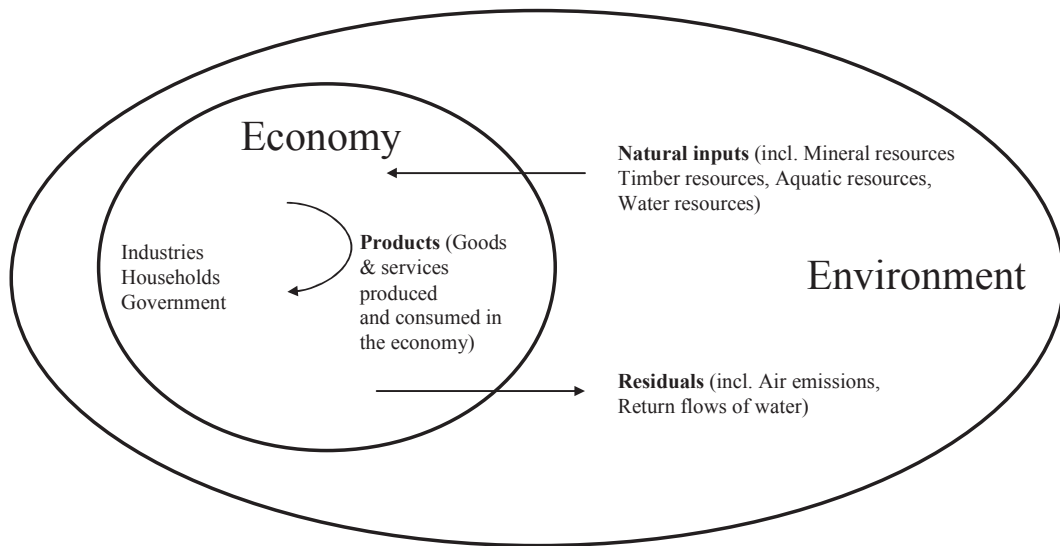 Economy
Natural inputs (incl. Mineral resources
Timber resources, Aquatic resources,
Water resources)
Industries
Households
Government
Products (Goods
& services
produced
and consumed in
the economy)
Environment
Residuals (incl. Air emissions,
Return flows of water)